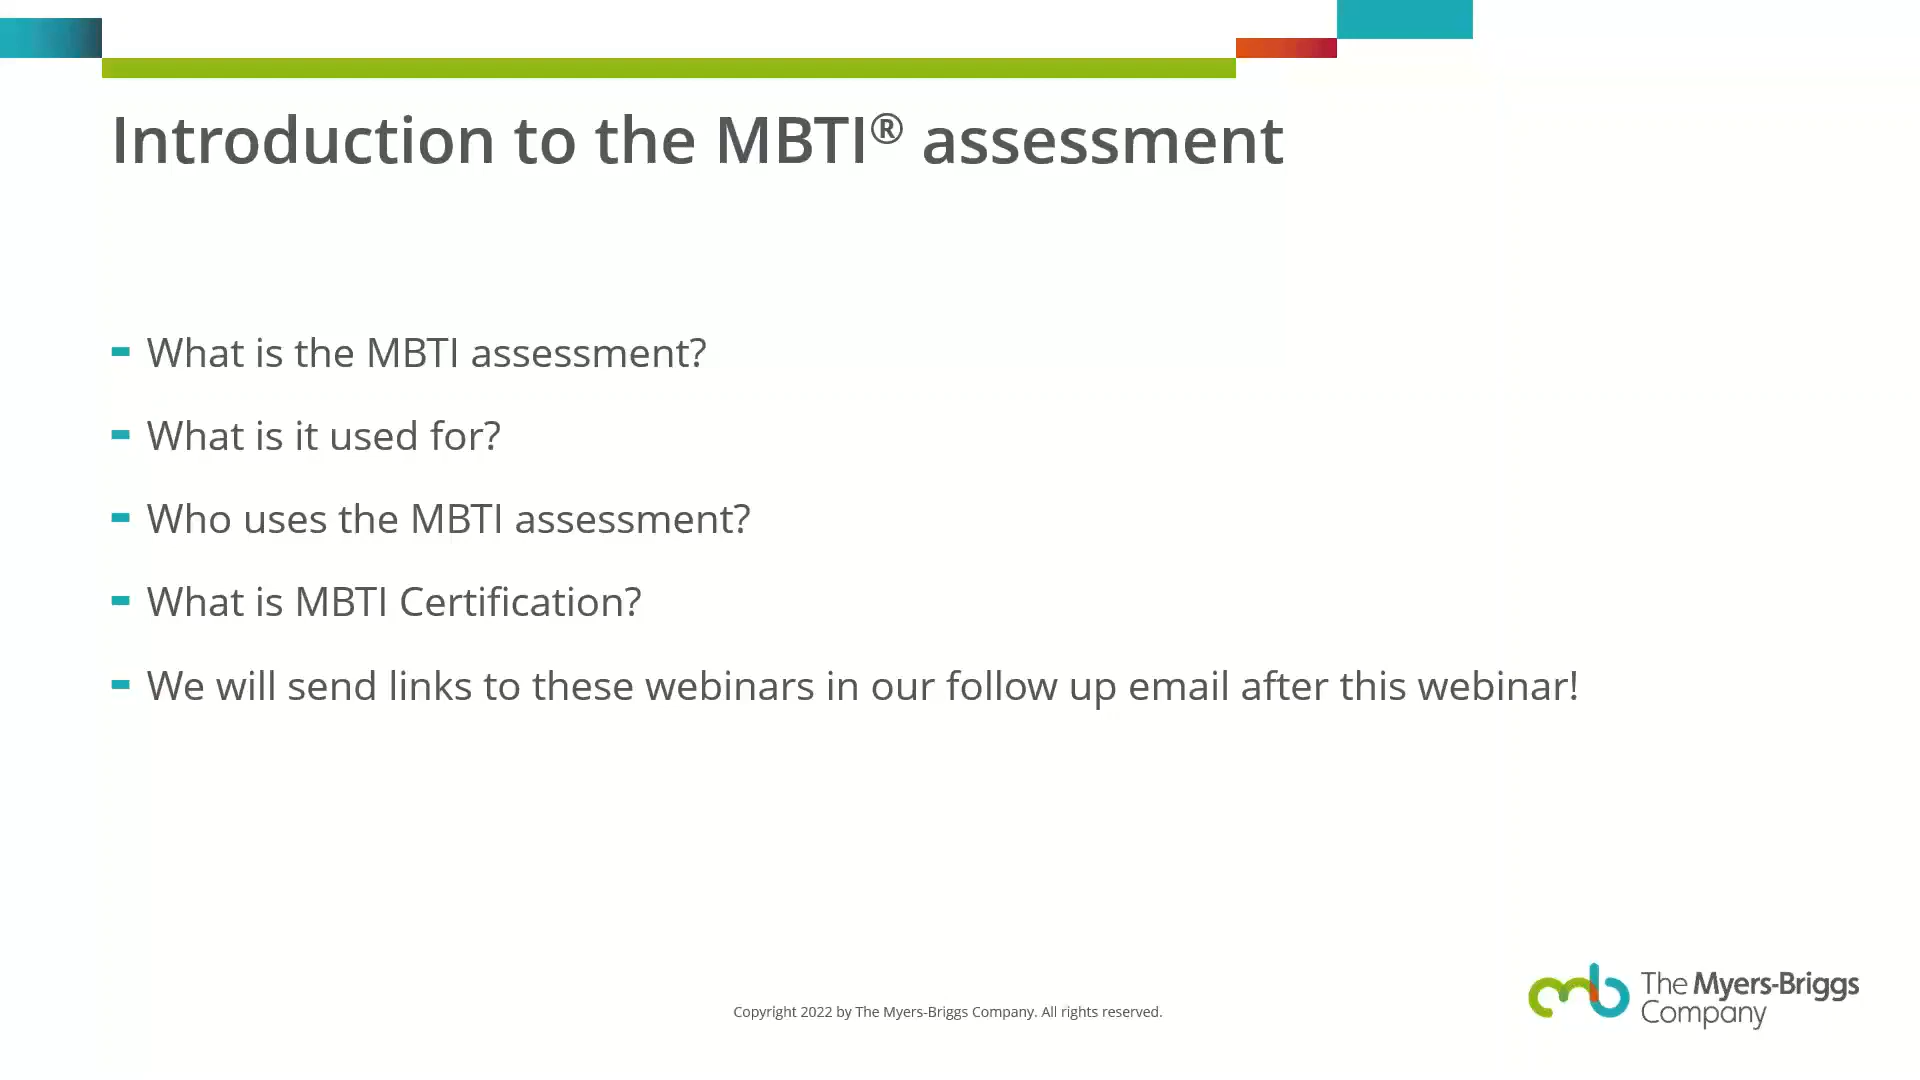 Introduction to the MBTI® assessment
What is the MBTI assessment?
What is it used for?
Who uses the MBTI assessment?
What is MBTI Certification?
We will send links to these webinars in our follow up email after this webinar!
Copyright 2022 by The Myers-Briggs Company. All rights reserved.
The Myers-Briggs
Company